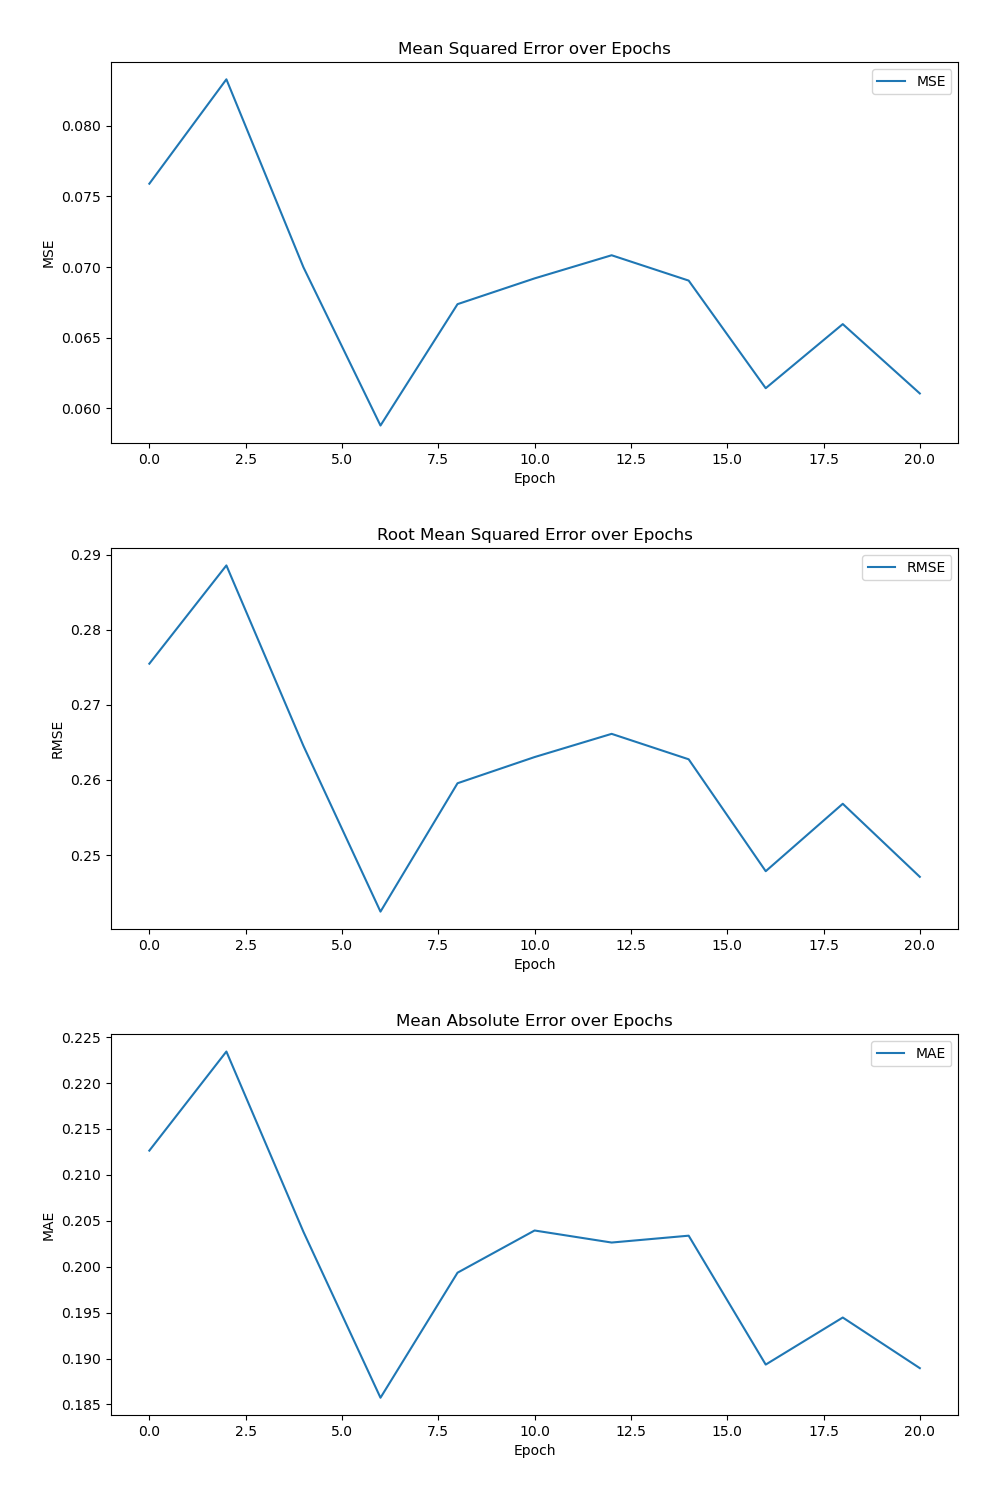 Mean Squared Error over Epochs
MSE
0.080
0.075
0.070
0.065
0.060
MSE
0.0 2.5 5.0 7.5 10.0 12.5 15.0 17.5 20.0
Epoch
Root Mean Squared Error over Epochs
RMSE
0.29
0.28
0.27
0.26
0.25
RMSE
0.0 2.5 5.0 7.5 10.0 12.5 15.0 17.5 20.0
Epoch
Mean Absolute Error over Epochs
MAE
0.225
0.220
0.215
0.210
0.205
0.200
0.195
0.190
0.185
MAE
0.0 2.5 5.0 7.5 10.0 12.5 15.0 17.5 20.0
Epoch